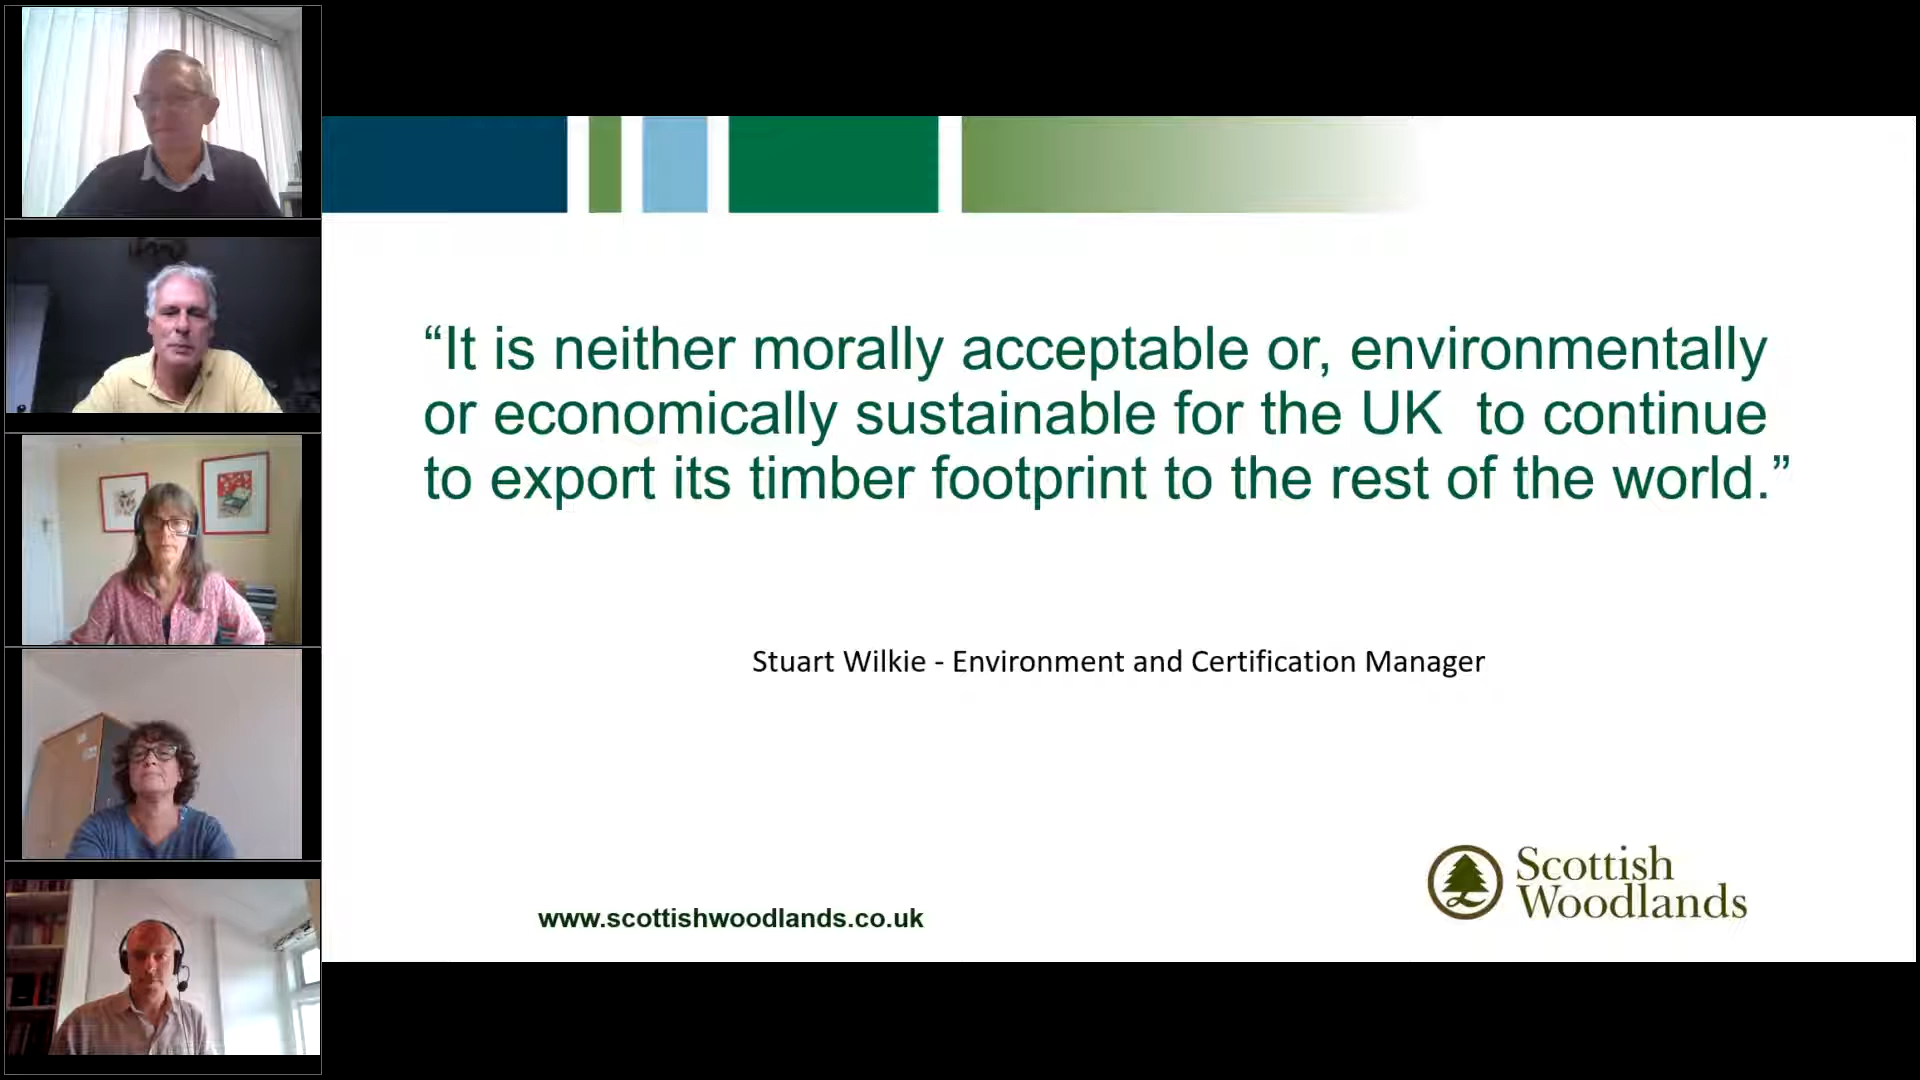 “It is neither morally acceptable or, environmentally
or economically sustainable for the UK  to continue
to export its timber footprint to the rest of the world.”
Stuart Wilkie - Environment and Certification Manager
Scottish
Woodlands
www.scottishwoodlands.co.uk